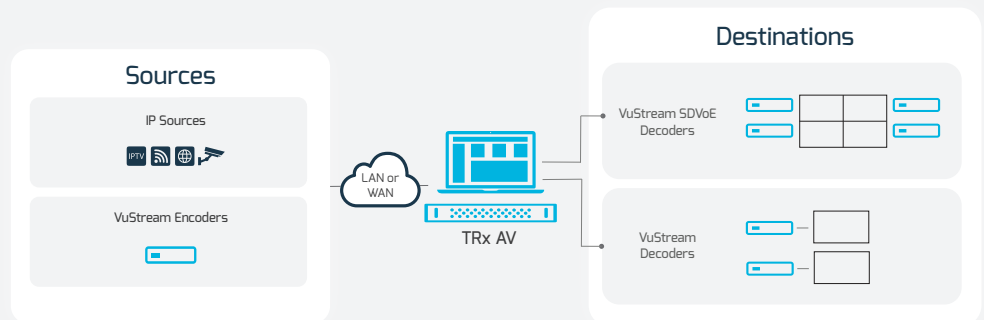 Sources
IP Sources
IPTV
VuStream Encoders
LAN or
WAN
TRx AV
Destinations
VuStream SDVoE
Decoders
VuStream
Decoders